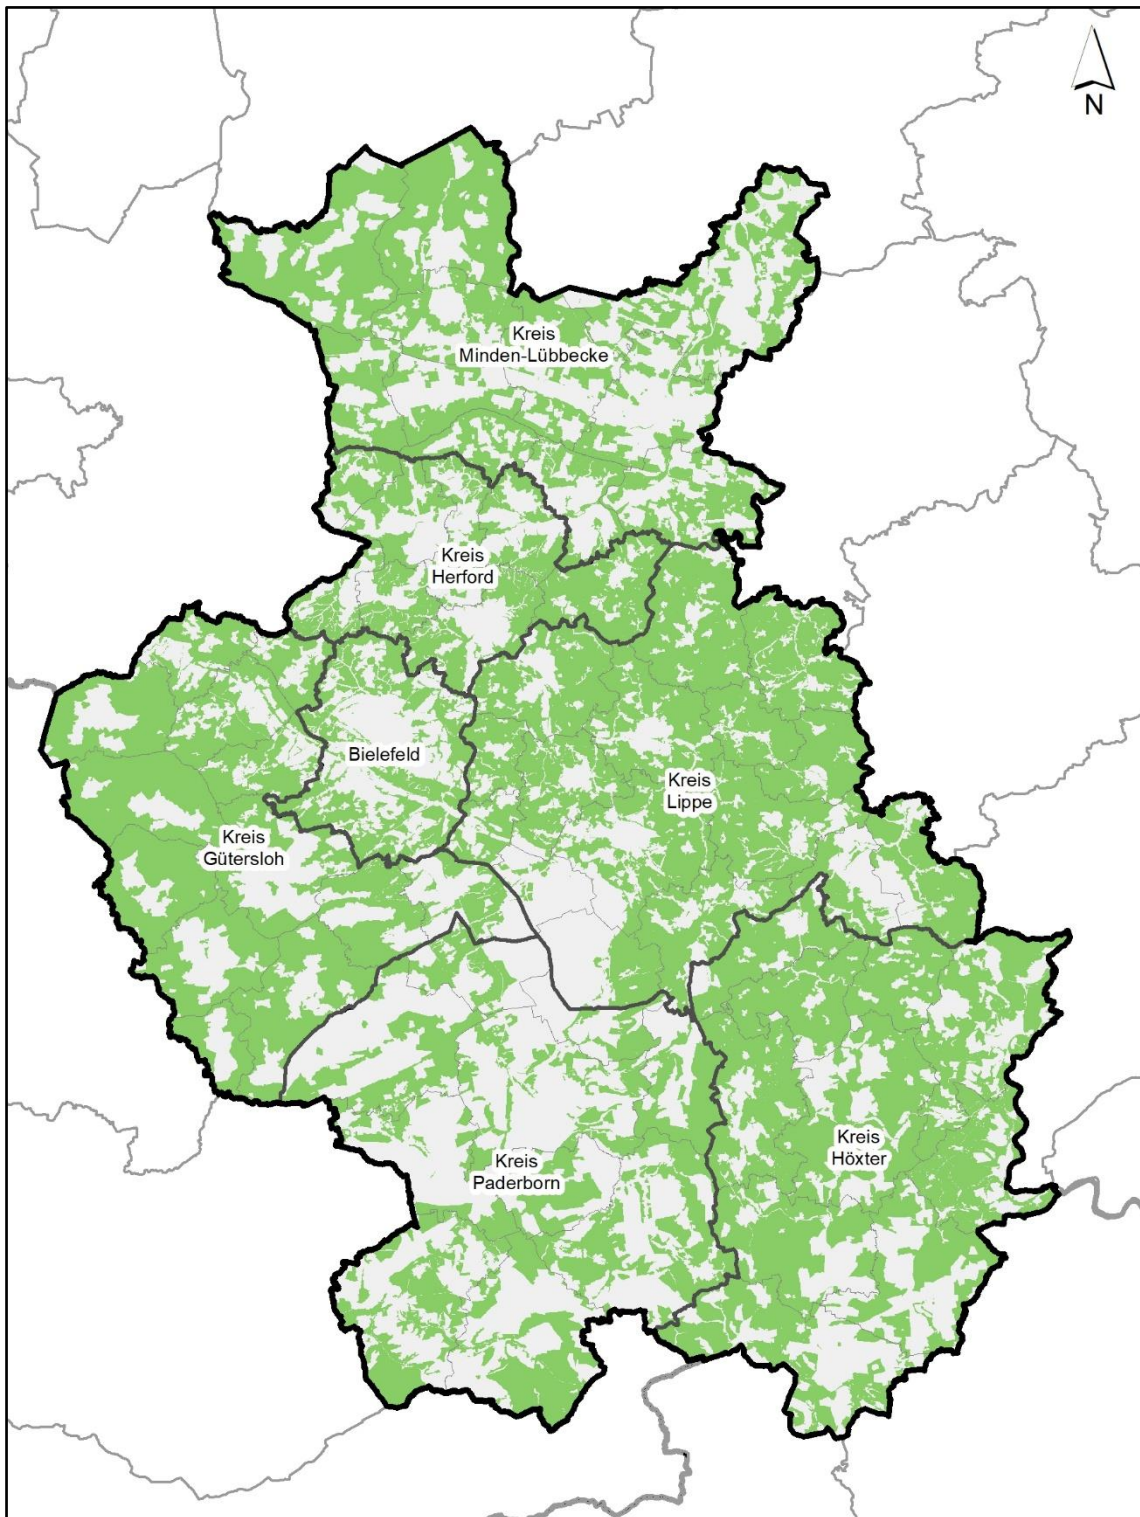 N
Kreis
Minden-Lübbecke
Kreis
Herford
Bielefeld
Kreis
Lippe
Kreis
Gütersloh
Kreis
Höxter
Kreis
Paderborn